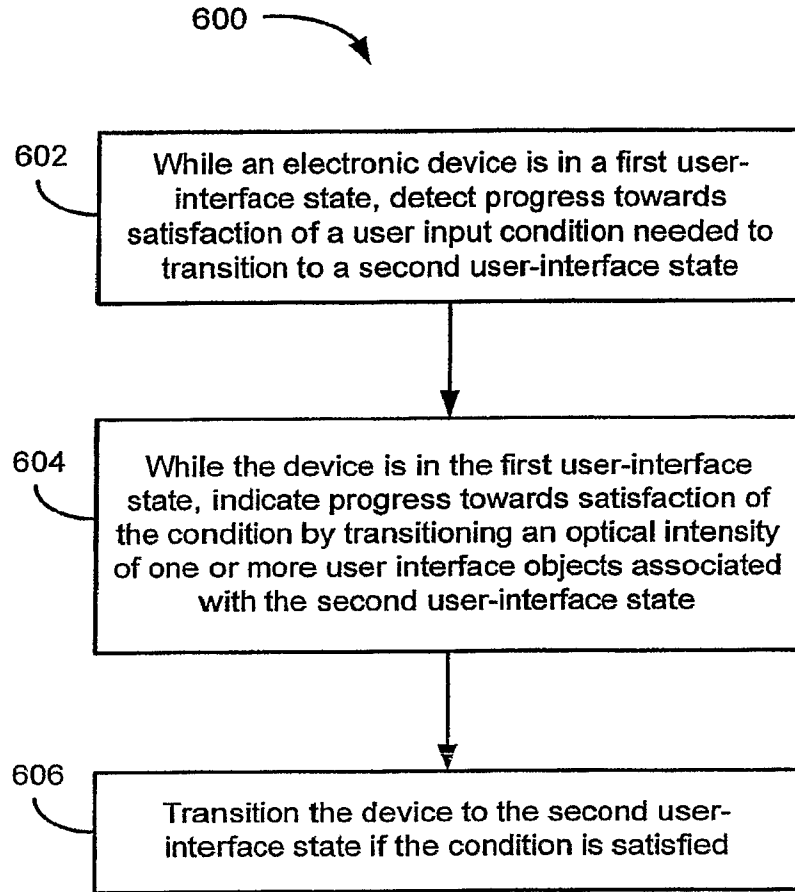 600
602
While an electronic device is in a first user-
interface state, detect progress towards
satisfaction of a user input condition needed to
transition to a second user-interface state
604
While the device is in the first user-interface
state, indicate progress towards satisfaction of
the condition by transitioning an optical intensity
of one or more user interface objects associated
with the second user-interface state
606
Transition the device to the second user-
interface state if the condition is satisfied